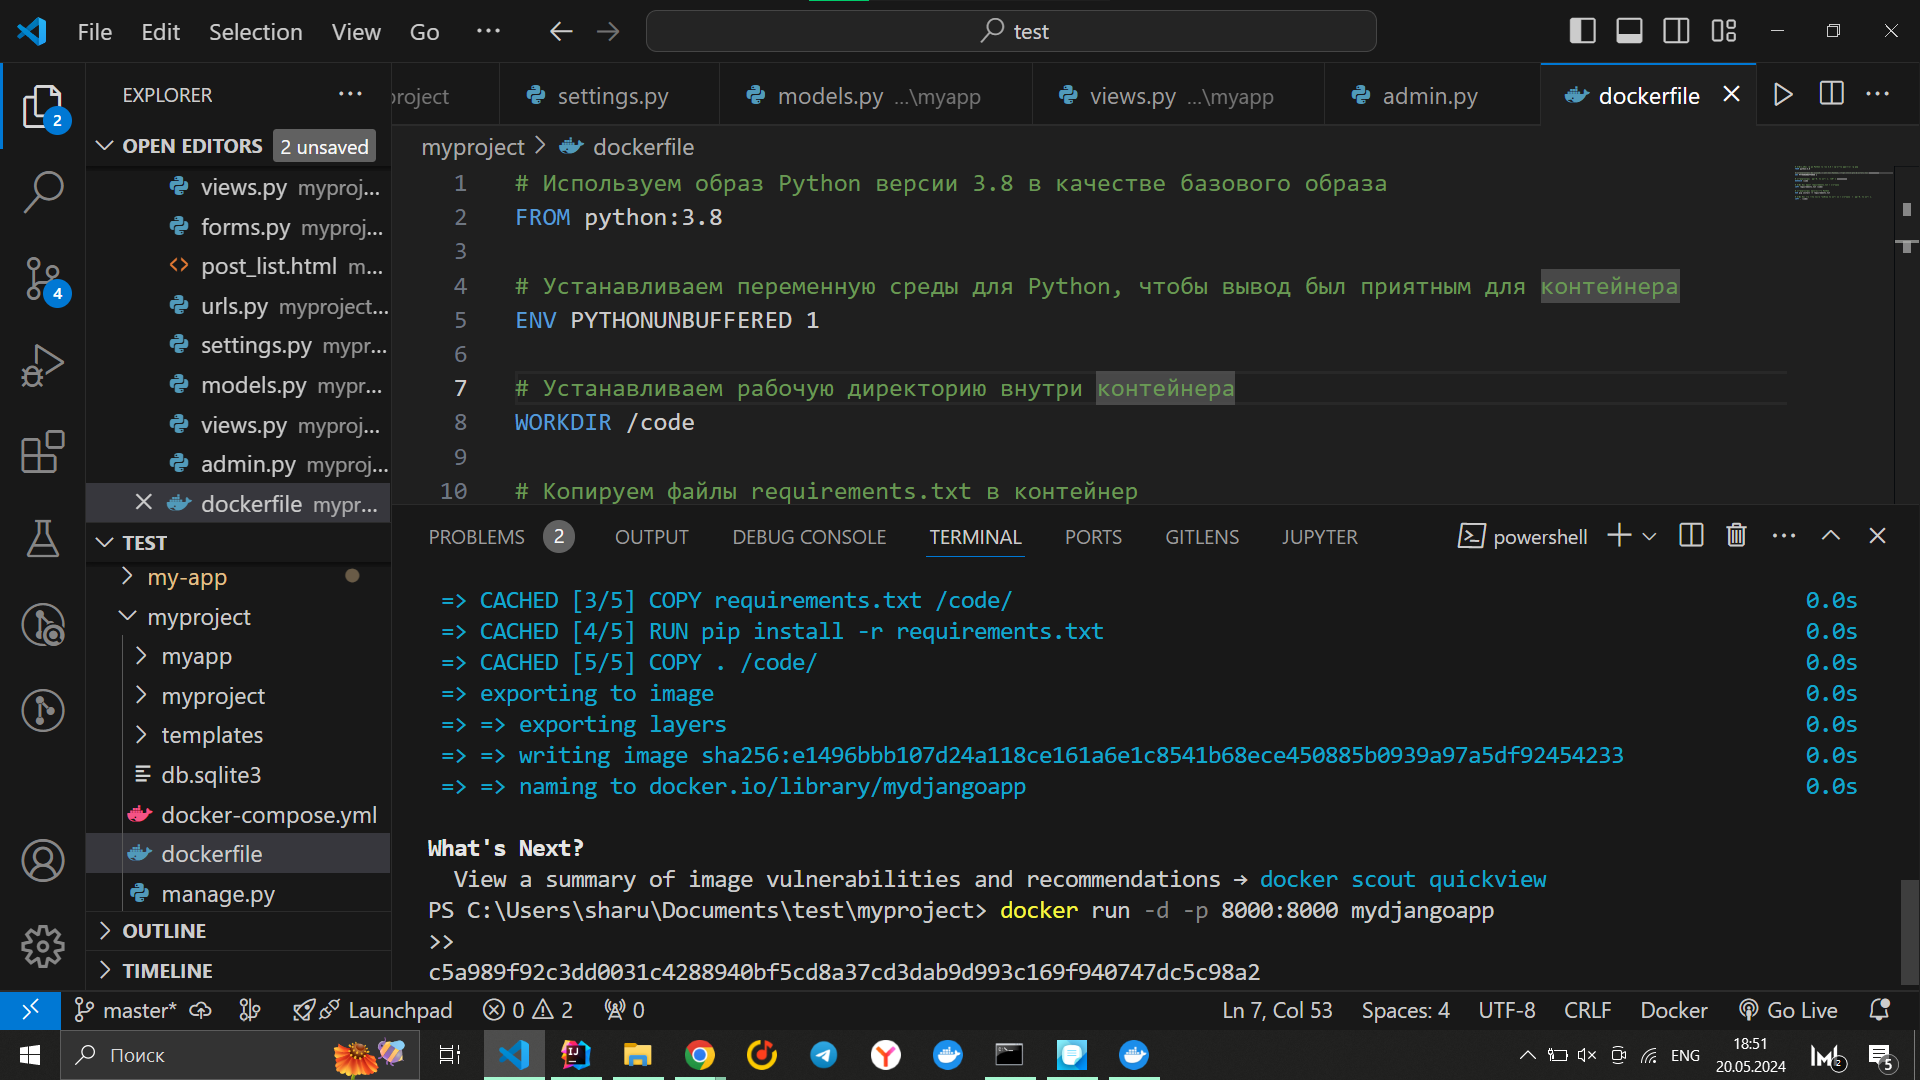 File Edit Selection View Go ...
test
EXPLORER ...
OPEN EDITORS 2 unsaved
views.py myproj...
forms.py myproj...
post_list.html m...
urls.py myproject...
settings.py mypr...
models.py mypr...
views.py myproj...
admin.py myproj...
dockerfile mypr...
TEST
my-app
myproject
myapp
myproject
templates
db.sqlite3
docker-compose.yml
dockerfile
manage.py
OUTLINE
TIMELINE
2
4
project settings.py models.py ...\myapp views.py ...\myapp admin.py dockerfile
myproject > dockerfile
1 # Используем образ Python версии 3.8 в качестве базового образа
2 FROM python:3.8
3
4 # Устанавливаем переменную среды для Python, чтобы вывод был приятным для контейнера
5 ENV PYTHONUNBUFFERED 1
6
7 # Устанавливаем рабочую директорию внутри контейнера
8 WORKDIR /code
9
10 # Копируем файлы requirements.txt в контейнер
PROBLEMS 2 OUTPUT DEBUG CONSOLE TERMINAL PORTS GITLENS JUPYTER powershell
=> CACHED [3/5] COPY requirements.txt /code/ 0.0s
=> CACHED [4/5] RUN pip install -r requirements.txt 0.0s
=> CACHED [5/5] COPY . /code/ 0.0s
=> exporting to image 0.0s
=> => exporting layers 0.0s
=> => writing image sha256:e1496bbb107d24a118ce161a6e1c8541b68ece450885b0939a97a5df92454233 0.0s
=> => naming to docker.io/library/mydjangoapp 0.0s
What's Next?
View a summary of image vulnerabilities and recommendations → docker scout quickview
PS C:\Users\sharu\Documents\test\myproject> docker run -d -p 8000:8000 mydjangoapp
>>
c5a989f92c3dd0031c4288940bf5cd8a37cd3dab9d993c169f940747dc5c98a2
master* Launchpad 0 2 0 Ln 7, Col 53 Spaces: 4 UTF-8 CRLF Docker Go Live
Поиск
ENG
18:51
20.05.2024
2
5